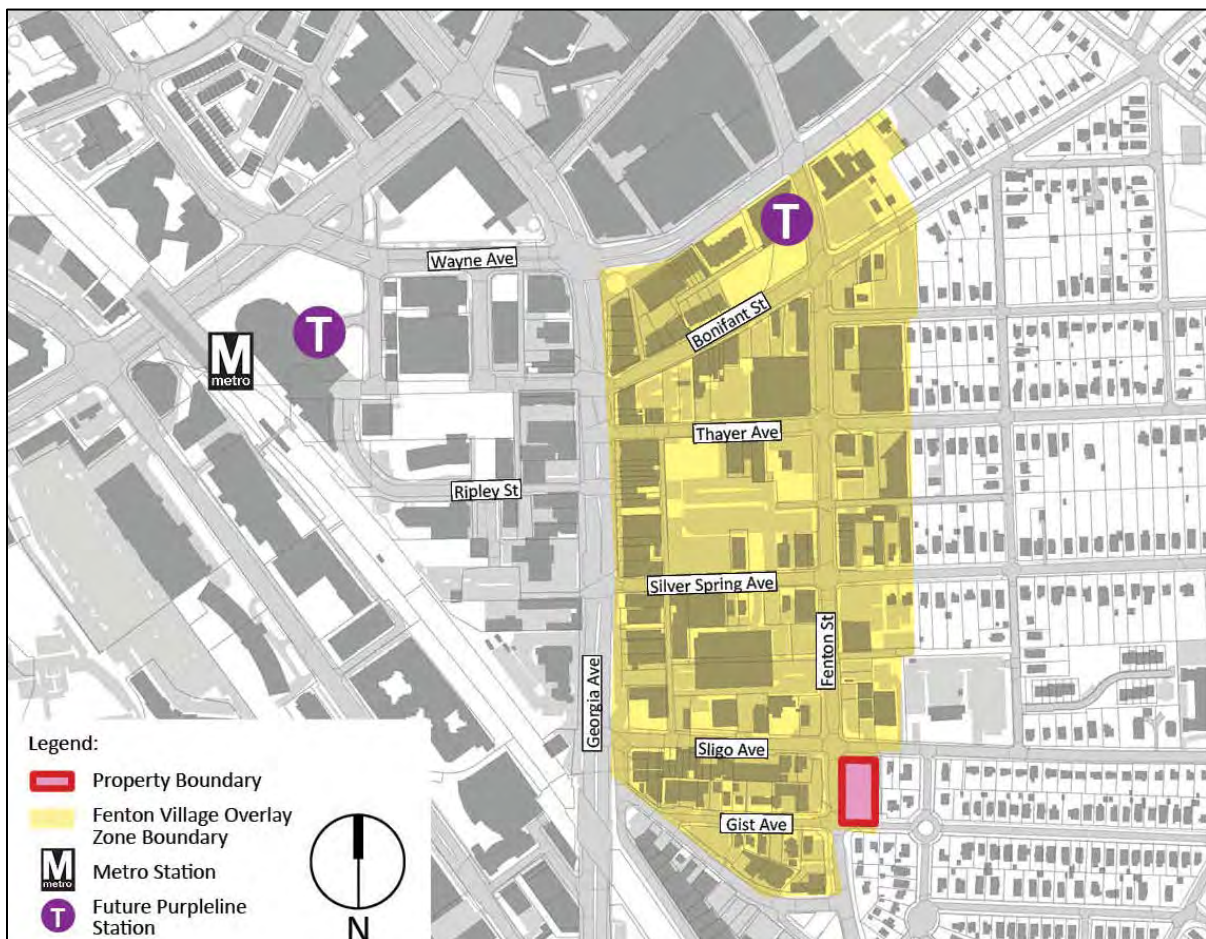 T
Wayne Ave
Bonifant St
T
M
metro
Thayer Ave
Ripley St
Silver Spring Ave
Fenton St
Georgia Ave
Sligo Ave
Gist Ave
Legend:
Property Boundary
Fenton Village Overlay
Zone Boundary
M
metro
Metro Station
T
Future Purpleline
Station
N